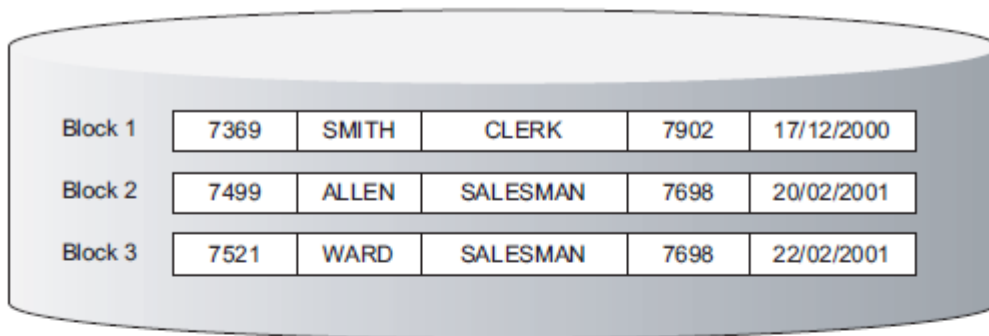 Block 1 7369 SMITH CLERK 7902 17/12/2000
Block 2 7499 ALLEN SALESMAN 7698 20/02/2001
Block 3 7521 WARD SALESMAN 7698 22/02/2001